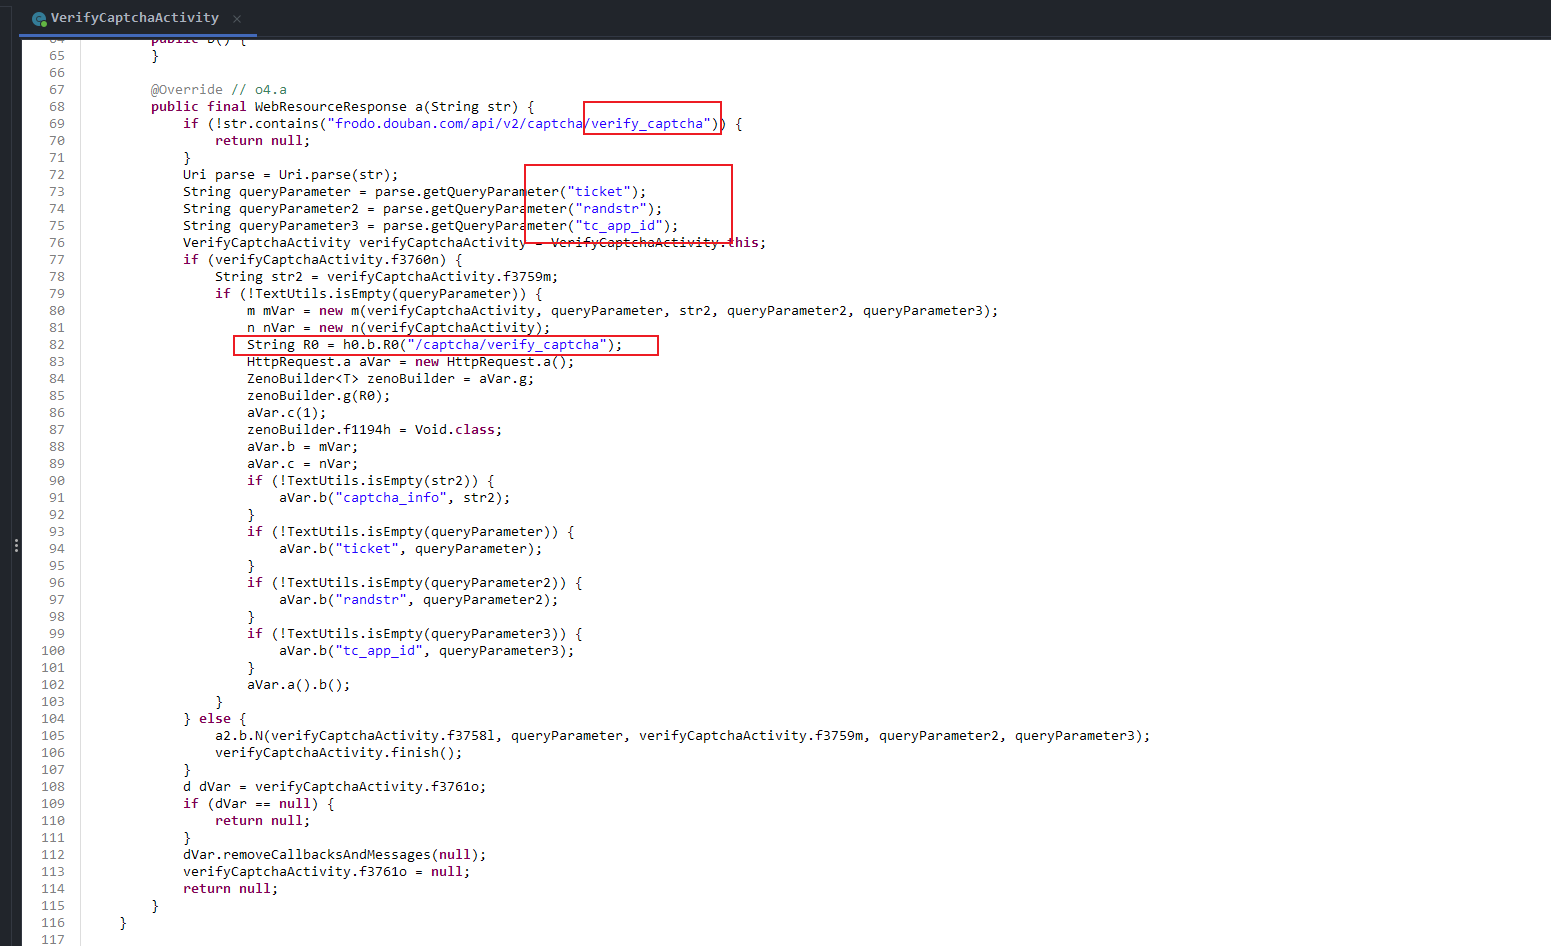 VerifyCaptchaActivity ×
64 public b() {
65 }
66
67 @Override // o4.a
68 public final WebResourceResponse a(String str) {
69 if (!str.contains("frodo.douban.com/api/v2/captcha/verify_captcha")) {
70 return null;
71 }
72 Uri parse = Uri.parse(str);
73 String queryParameter = parse.getQueryParameter("ticket");
74 String queryParameter2 = parse.getQueryParameter("randstr");
75 String queryParameter3 = parse.getQueryParameter("tc_app_id");
76 VerifyCaptchaActivity verifyCaptchaActivity = VerifyCaptchaActivity.this;
77 if (verifyCaptchaActivity.f3760n) {
78 String str2 = verifyCaptchaActivity.f3759m;
79 if (!TextUtils.isEmpty(queryParameter)) {
80 m mVar = new m(verifyCaptchaActivity, queryParameter, str2, queryParameter2, queryParameter3);
81 n nVar = new n(verifyCaptchaActivity);
82 String R0 = h0.b.R0("/captcha/verify_captcha");
83 HttpRequest.a aVar = new HttpRequest.a();
84 ZenoBuilder<T> zenoBuilder = aVar.g;
85 zenoBuilder.g(R0);
86 aVar.c(1);
87 zenoBuilder.f1194h = Void.class;
88 aVar.b = mVar;
89 aVar.c = nVar;
90 if (!TextUtils.isEmpty(str2)) {
91 aVar.b("captcha_info", str2);
92 }
93 if (!TextUtils.isEmpty(queryParameter)) {
94 aVar.b("ticket", queryParameter);
95 }
96 if (!TextUtils.isEmpty(queryParameter2)) {
97 aVar.b("randstr", queryParameter2);
98 }
99 if (!TextUtils.isEmpty(queryParameter3)) {
100 aVar.b("tc_app_id", queryParameter3);
101 }
102 aVar.a().b();
103 }
104 } else {
105 a2.b.N(verifyCaptchaActivity.f3758l, queryParameter, verifyCaptchaActivity.f3759m, queryParameter2, queryParameter3);
106 verifyCaptchaActivity.finish();
107 }
108 d dVar = verifyCaptchaActivity.f3761o;
109 if (dVar == null) {
110 return null;
111 }
112 dVar.removeCallbacksAndMessages(null);
113 verifyCaptchaActivity.f3761o = null;
114 return null;
115 }
116 }
117